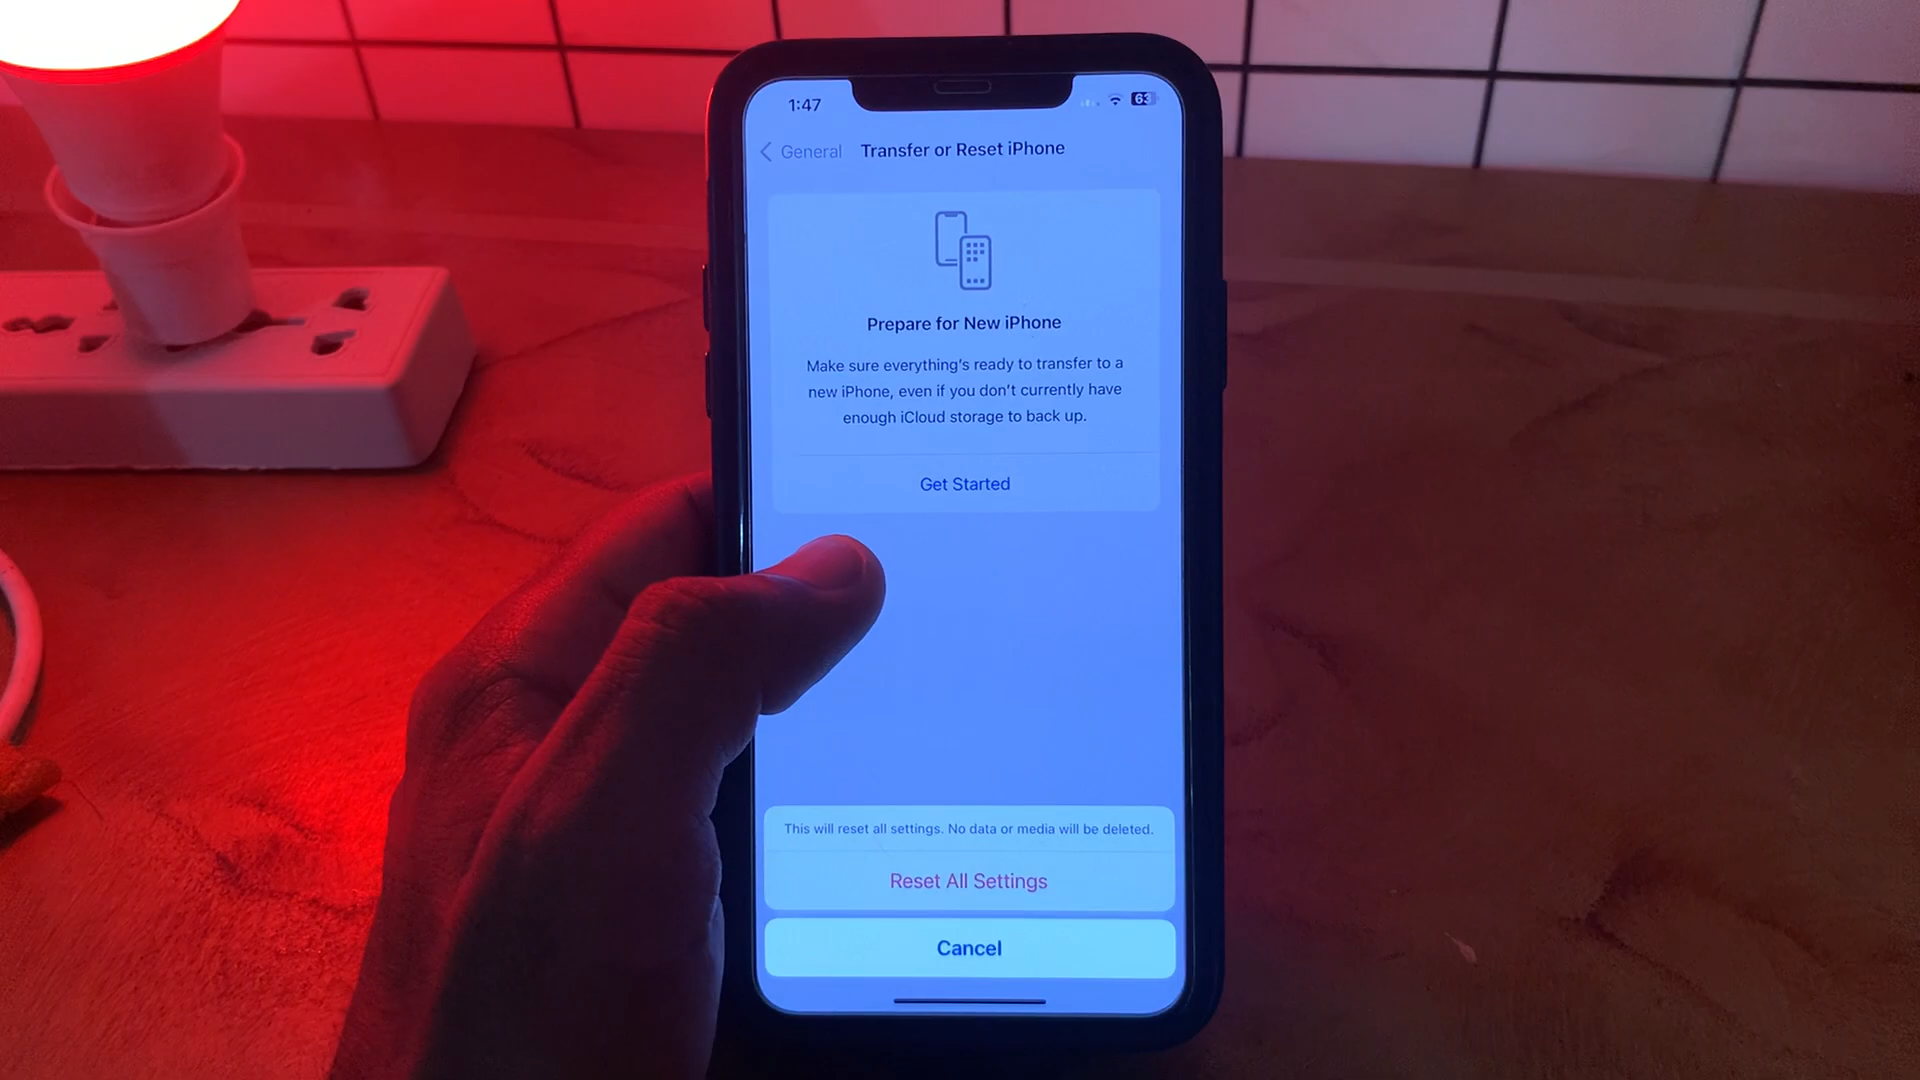 1:47
63
General
Transfer or Reset iPhone
Prepare for New iPhone
Make sure everything's ready to transfer to a
new iPhone, even if you don't currently have
enough iCloud storage to back up.
Get Started
This will reset all settings. No data or media will be deleted.
Reset All Settings
Cancel